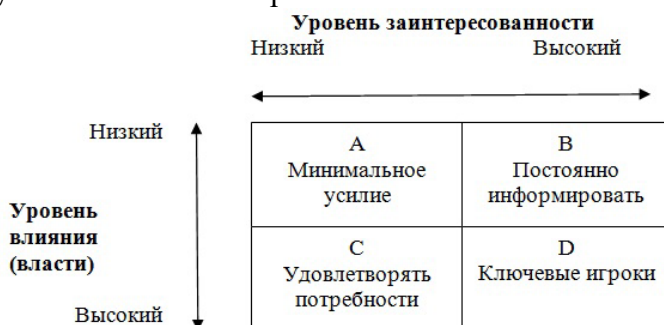 Уровень заинтересованности
Низкий Высокий
Низкий
Уровень
влияния
(власти)
Высокий
A
Минимальное
усилие
B
Постоянно
информировать
C
Удовлетворять
потребности
D
Ключевые игроки